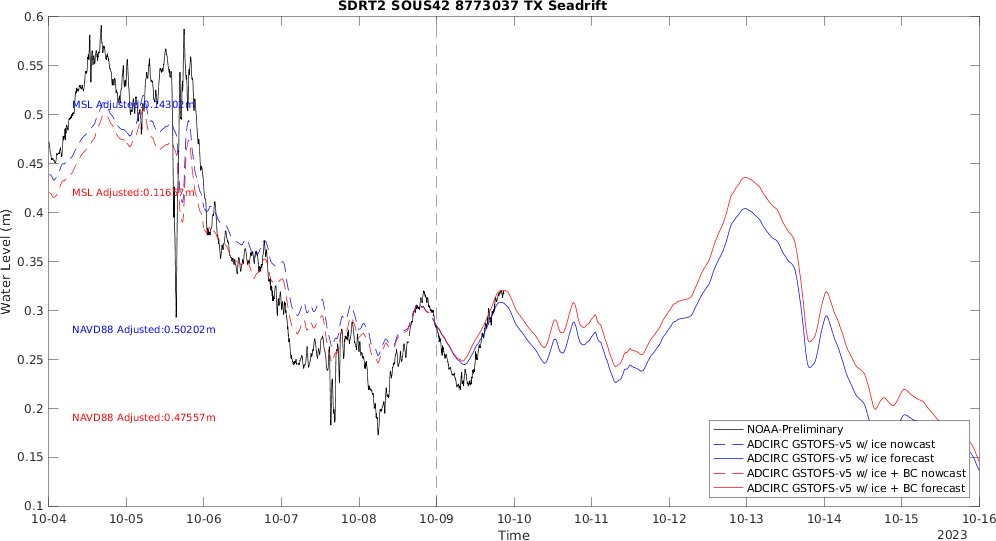 SDRT2 SOUS42 8773037 TX Seadrift
0.6
0.55
0.5
0.45
0.4
0.35
0.3
0.25
0.2
0.15
0.1
Water Level (m)
MSL Adjusted:0.14302m
MSL Adjusted:0.11657m
NAVD88 Adjusted:0.50202m
NAVD88 Adjusted:0.47557m
NOAA-Preliminary
ADCIRC GSTOFS-v5 w/ ice nowcast
ADCIRC GSTOFS-v5 w/ ice forecast
ADCIRC GSTOFS-v5 w/ ice + BC nowcast
ADCIRC GSTOFS-v5 w/ ice + BC forecast
10-04 10-05 10-06 10-07 10-08 10-09 10-10 10-11 10-12 10-13 10-14 10-15 10-16
Time
2023